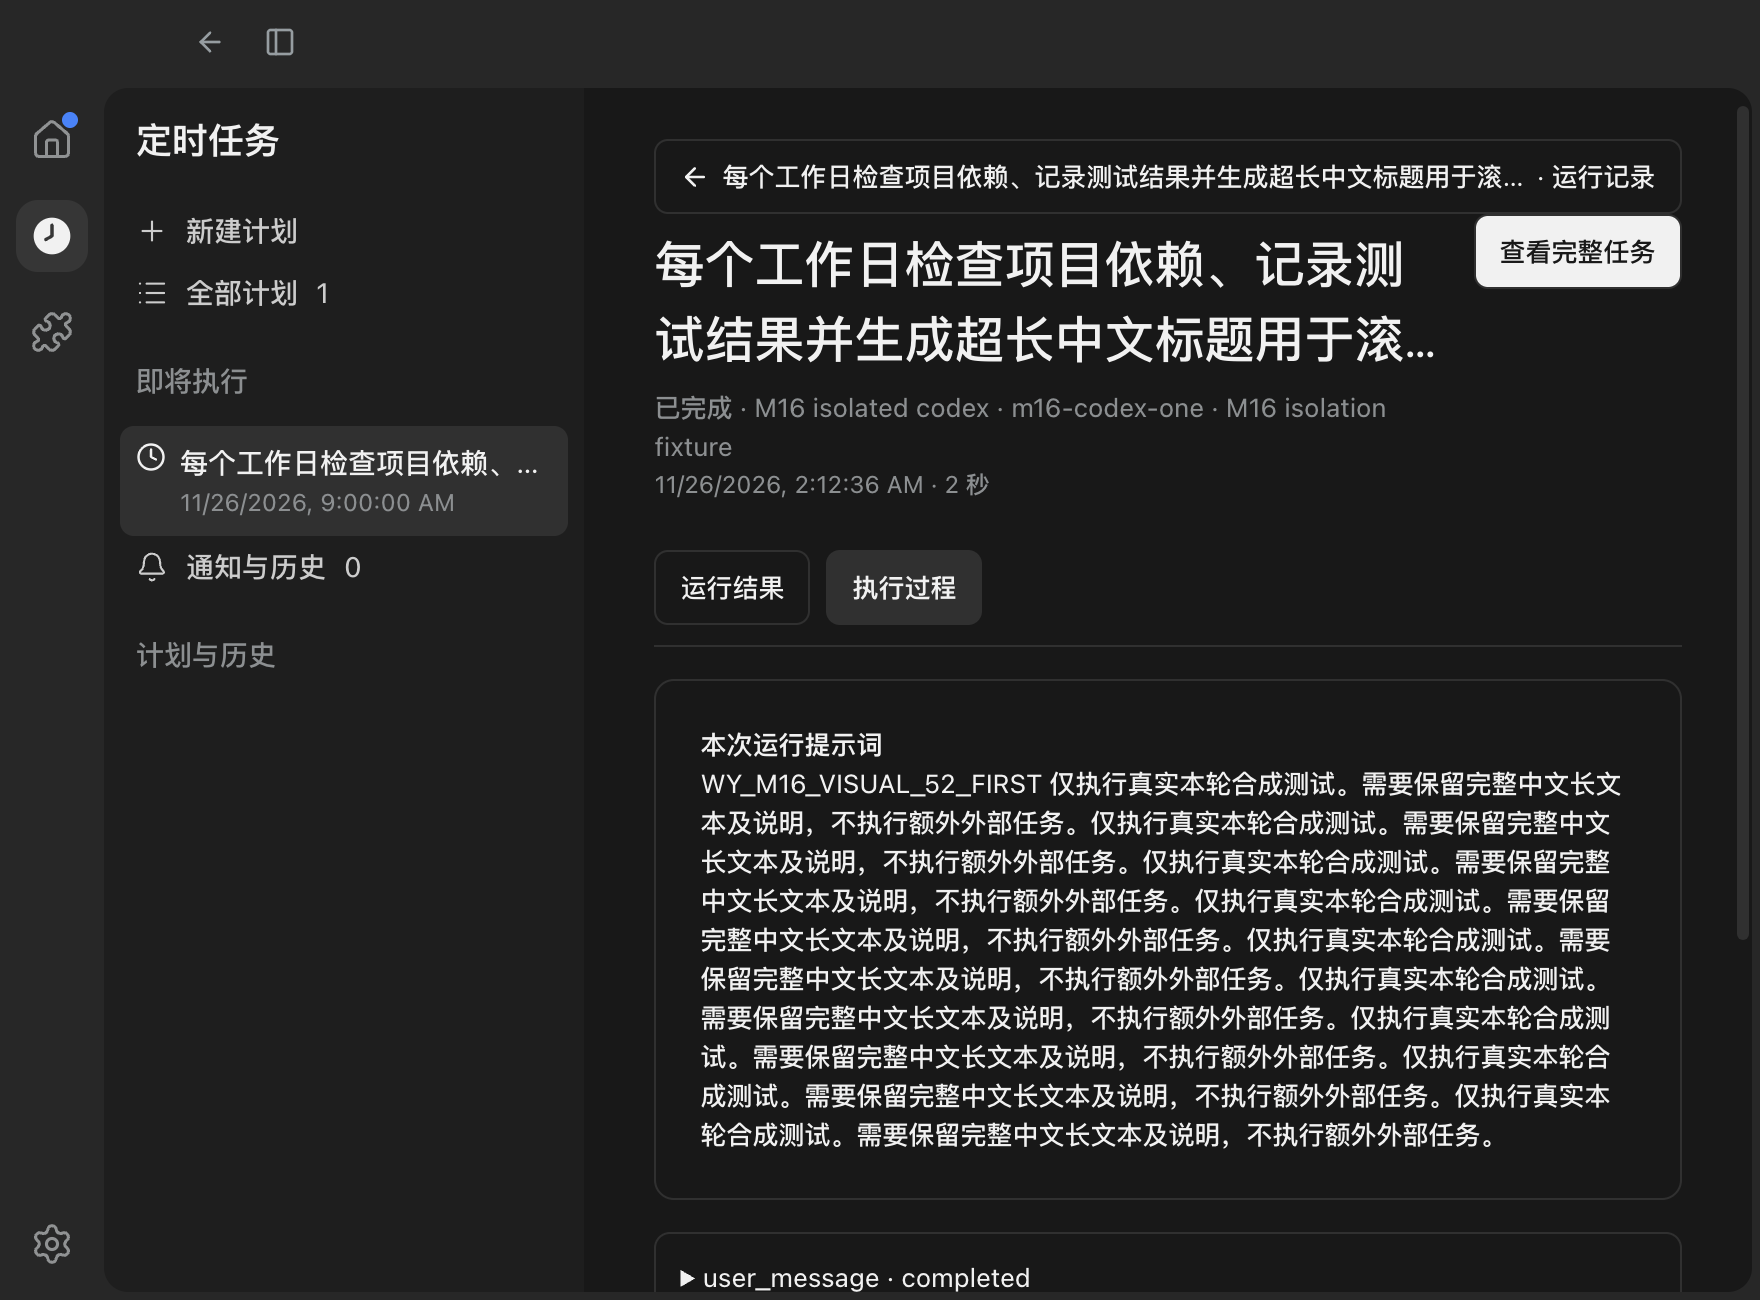 定时任务
新建计划
全部计划 1
即将执行
每个工作日检查项目依赖、...
11/26/2026, 9:00:00 AM
通知与历史 0
计划与历史
每个工作日检查项目依赖、记录测试结果并生成超长中文标题用于滚... · 运行记录
每个工作日检查项目依赖、记录测
试结果并生成超长中文标题用于滚...
查看完整任务
已完成 · M16 isolated codex · m16-codex-one · M16 isolation
fixture
11/26/2026, 2:12:36 AM · 2 秒
运行结果
执行过程
本次运行提示词
WY_M16_VISUAL_52_FIRST 仅执行真实本轮合成测试。需要保留完整中文长文
本及说明，不执行额外外部任务。仅执行真实本轮合成测试。需要保留完整中文
长文本及说明，不执行额外外部任务。仅执行真实本轮合成测试。需要保留完整
中文长文本及说明，不执行额外外部任务。仅执行真实本轮合成测试。需要保留
完整中文长文本及说明，不执行额外外部任务。仅执行真实本轮合成测试。需要
保留完整中文长文本及说明，不执行额外外部任务。仅执行真实本轮合成测试。
需要保留完整中文长文本及说明，不执行额外外部任务。仅执行真实本轮合成测
试。需要保留完整中文长文本及说明，不执行额外外部任务。仅执行真实本轮合
成测试。需要保留完整中文长文本及说明，不执行额外外部任务。仅执行真实本
轮合成测试。需要保留完整中文长文本及说明，不执行额外外部任务。
user_message · completed